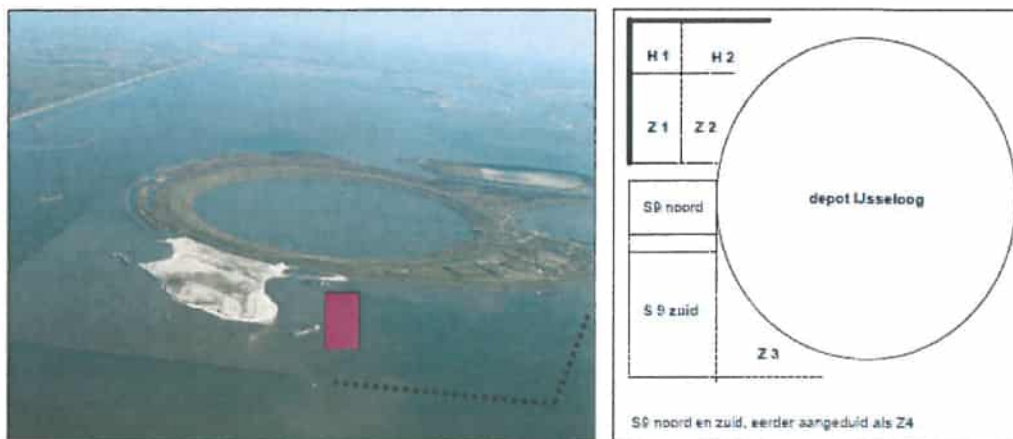 H 1 H 2
Z 1 Z 2
S9 noord
depot IJsseloog
S 9 zuid
Z 3
S9 noord en zuid, eerder aangeduid als Z4